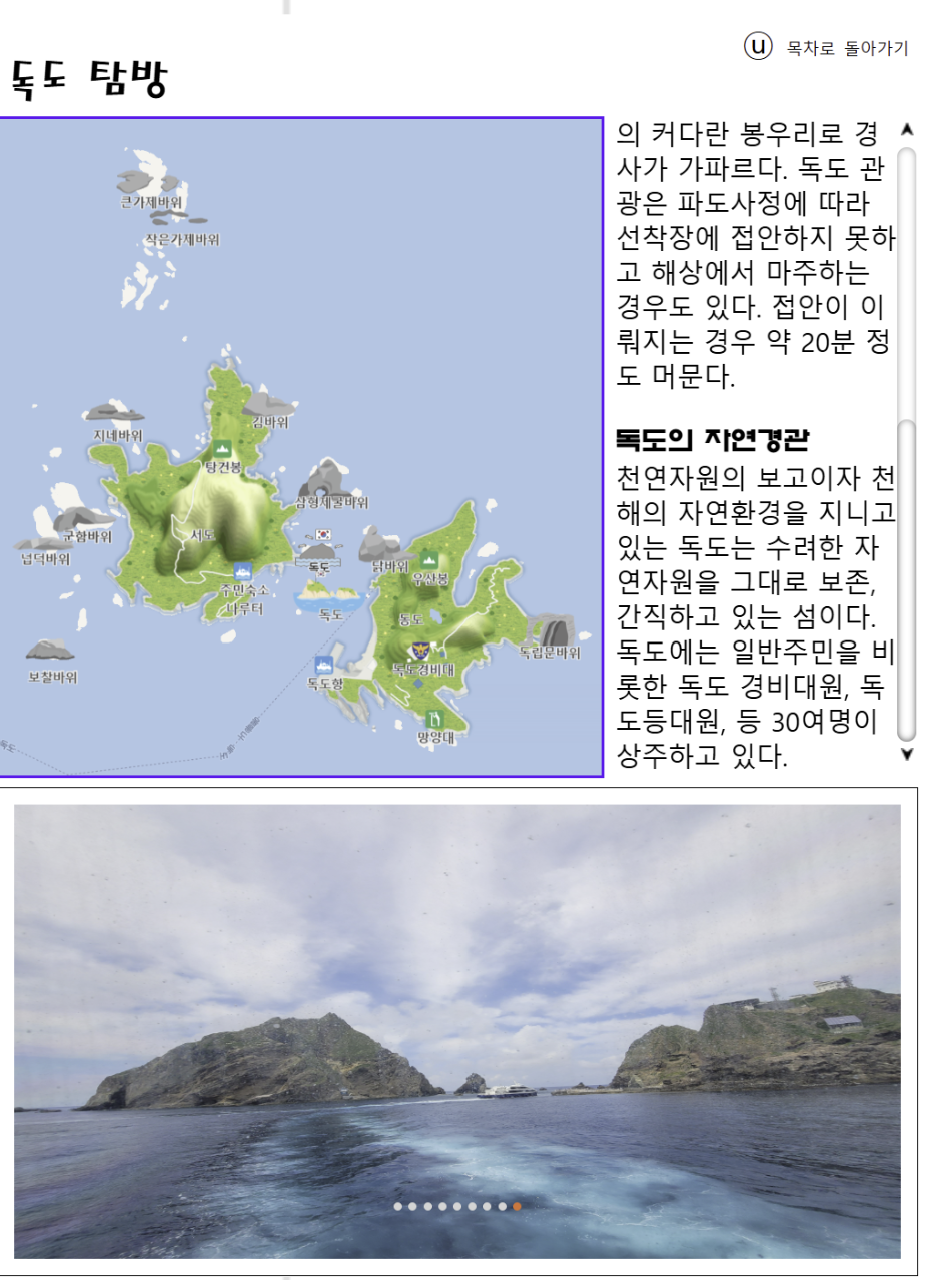 u 목차로 돌아가기
독도 탐방
큰가제바위
작은가제바위
김바위
지네바위
탕건봉
삼형제굴바위
군함바위
서도
넙덕바위
독도
닭바위
우산봉
주민숙소
나루터
독도
동도
독립문바위
보찰바위
독도경비대
독도항
망양대
의 커다란 봉우리로 경
사가 가파르다. 독도 관
광은 파도사정에 따라
선착장에 접안하지 못하
고 해상에서 마주하는
경우도 있다. 접안이 이
뤄지는 경우 약 20분 정
도 머문다.
독도의 자연경관
천연자원의 보고이자 천
해의 자연환경을 지니고
있는 독도는 수려한 자
연자원을 그대로 보존,
간직하고 있는 섬이다.
독도에는 일반주민을 비
롯한 독도 경비대원, 독
도등대원, 등 30여명이
상주하고 있다.